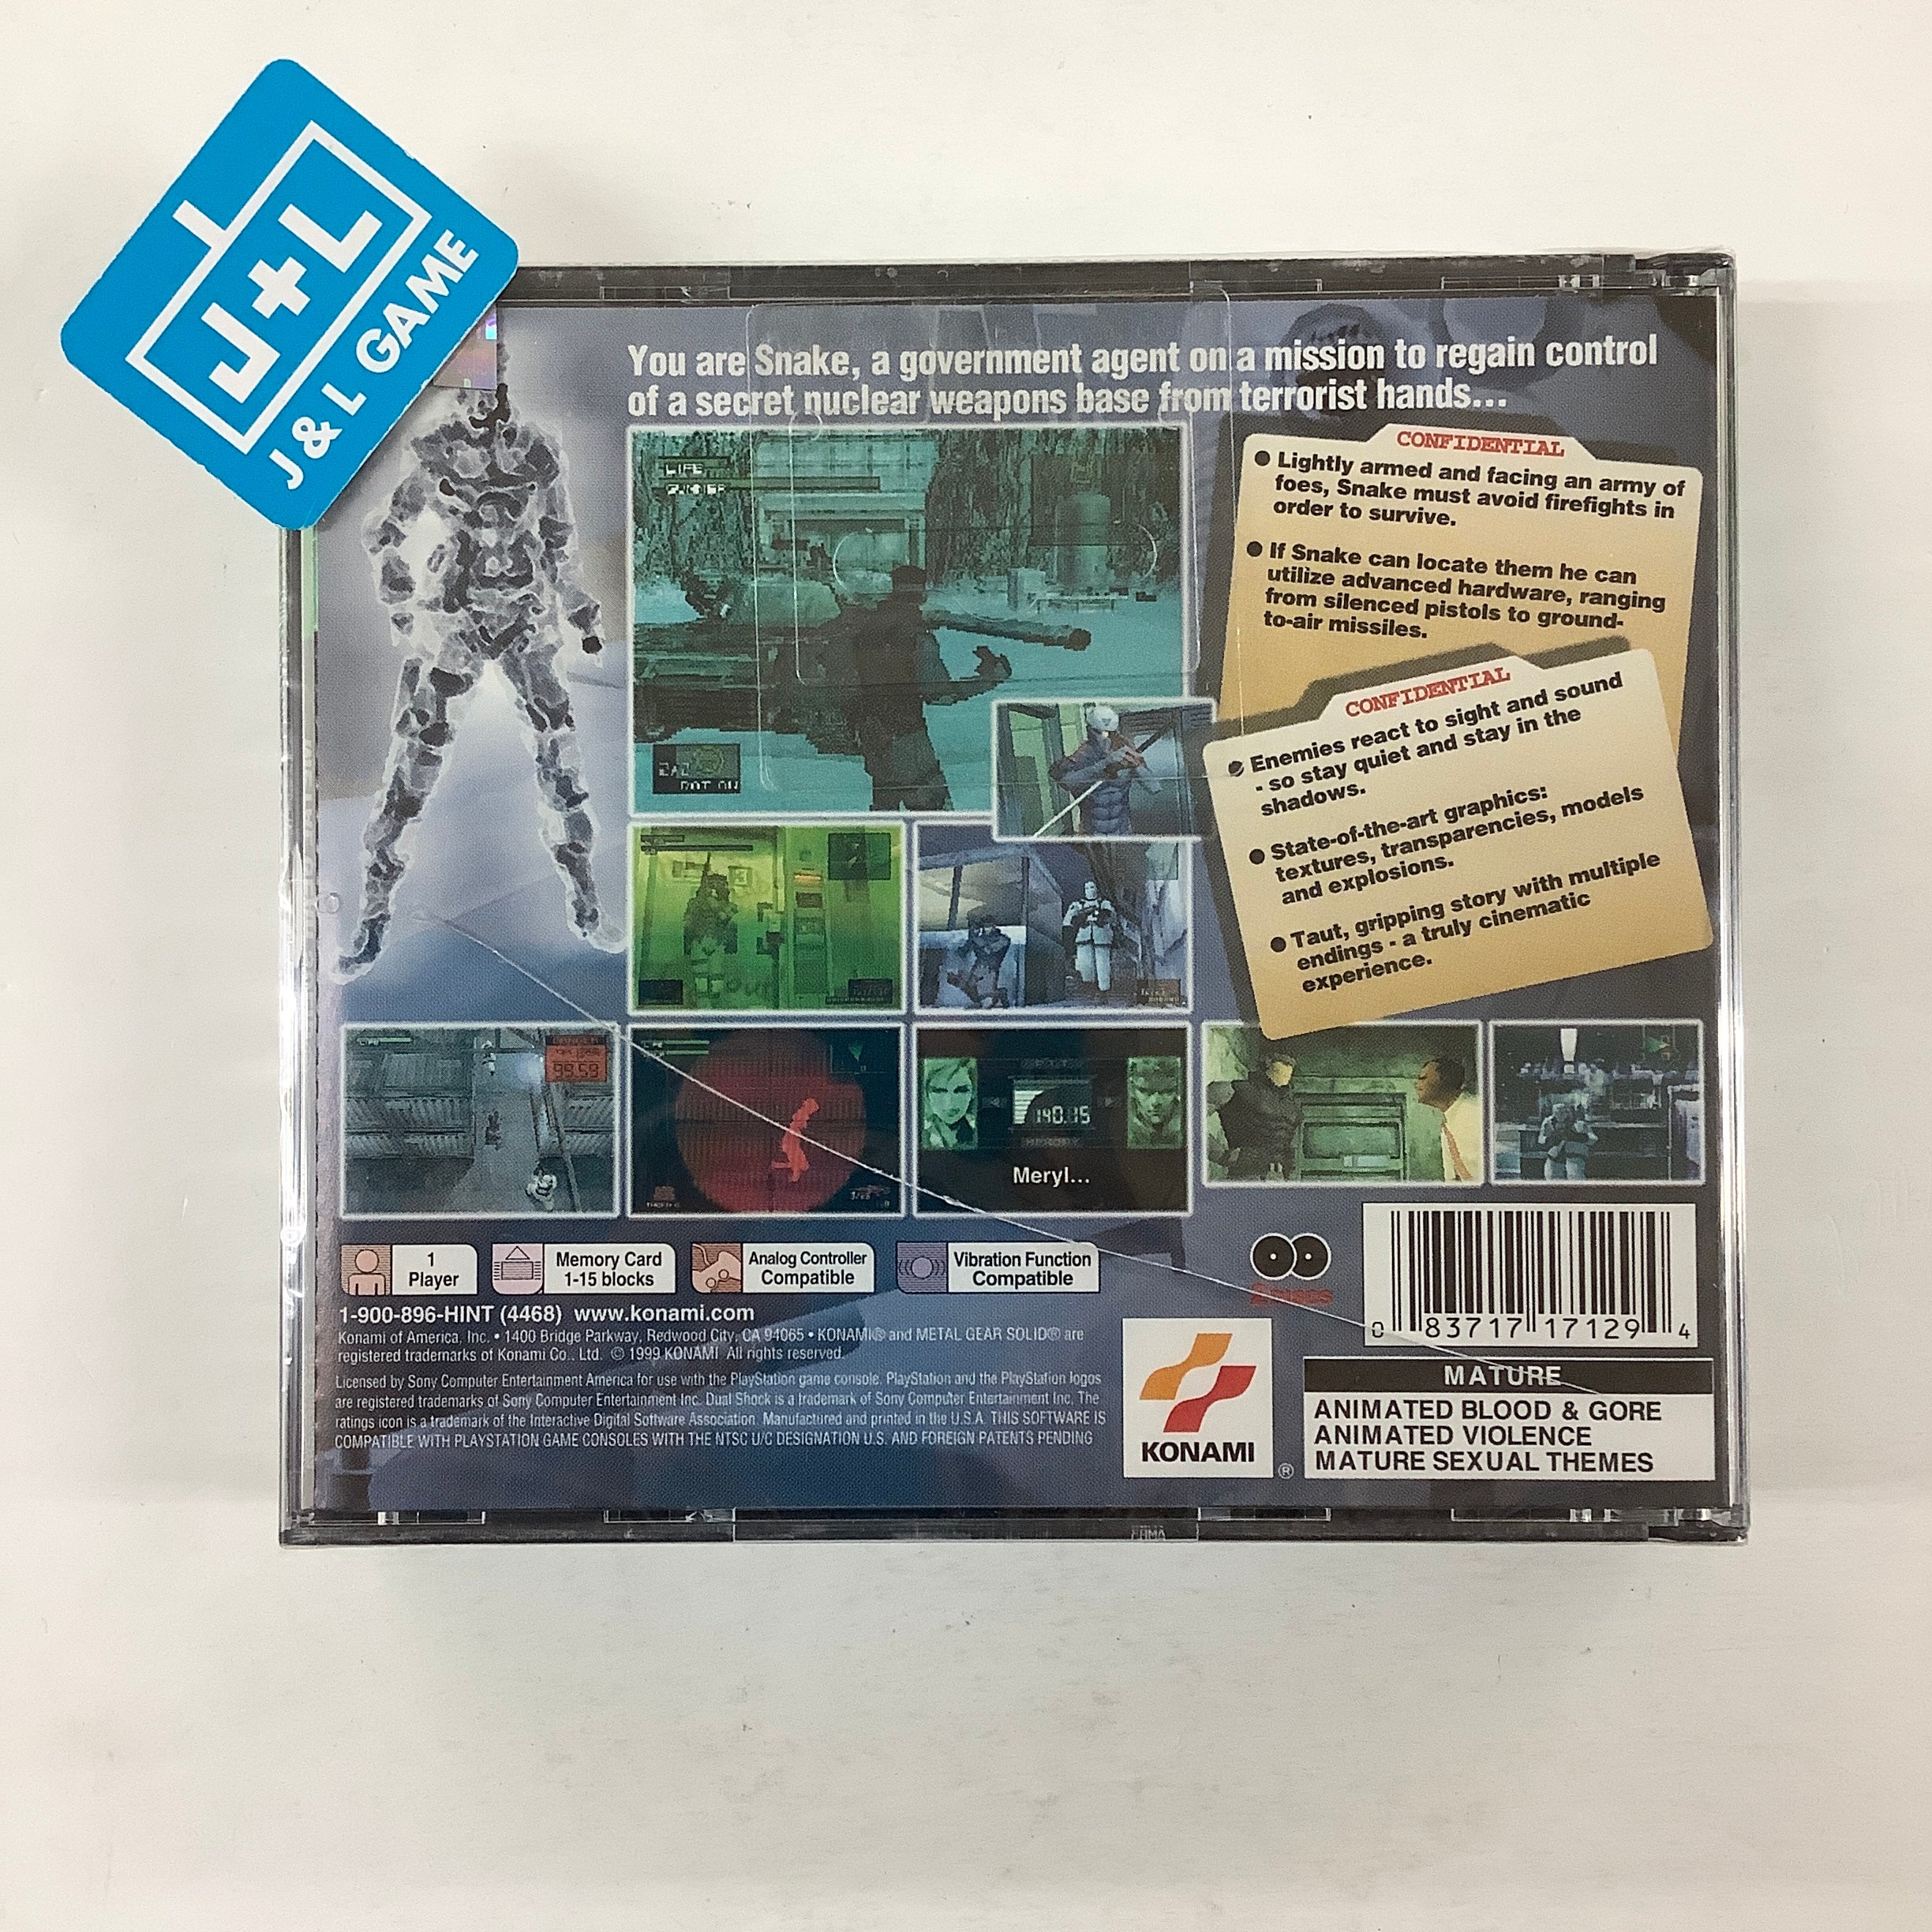 J+L
J & L GAME
You are Snake, a government agent on a mission to regain control
of a secret nuclear weapons base from terrorist hands...
CONFIDENTIAL
● Lightly armed and facing an army of
foes, Snake must avoid firefights in
order to survive.
● If Snake can locate them he can
utilize advanced hardware, ranging
from silenced pistols to ground-
to-air missiles.
CONFIDENTIAL
● Enemies react to sight and sound
- so stay quiet and stay in the
shadows.
● State-of-the-art graphics:
textures, transparencies, models
and explosions.
● Taut, gripping story with multiple
endings - a truly cinematic
experience.
LIFE
99.59
140.15
Meryl...
1
Player
Memory Card
1-15 blocks
Analog Controller
Compatible
Vibration Function
Compatible
2 DISCS
0 83717 17129 4
1-900-896-HINT (4468) www.konami.com
Konami of America, Inc. • 1400 Bridge Parkway, Redwood City, CA 94065 • KONAMI® and METAL GEAR SOLID® are
registered trademarks of Konami Co., Ltd. © 1999 KONAMI All rights reserved.
Licensed by Sony Computer Entertainment America for use with the PlayStation game console. PlayStation and the PlayStation logos
are registered trademarks of Sony Computer Entertainment Inc. Dual Shock is a trademark of Sony Computer Entertainment Inc. The
ratings icon is a trademark of the Interactive Digital Software Association. Manufactured and printed in the U.S.A. THIS SOFTWARE IS
COMPATIBLE WITH PLAYSTATION GAME CONSOLES WITH THE NTSC U/C DESIGNATION U.S. AND FOREIGN PATENTS PENDING
KONAMI
®
MATURE
ANIMATED BLOOD & GORE
ANIMATED VIOLENCE
MATURE SEXUAL THEMES